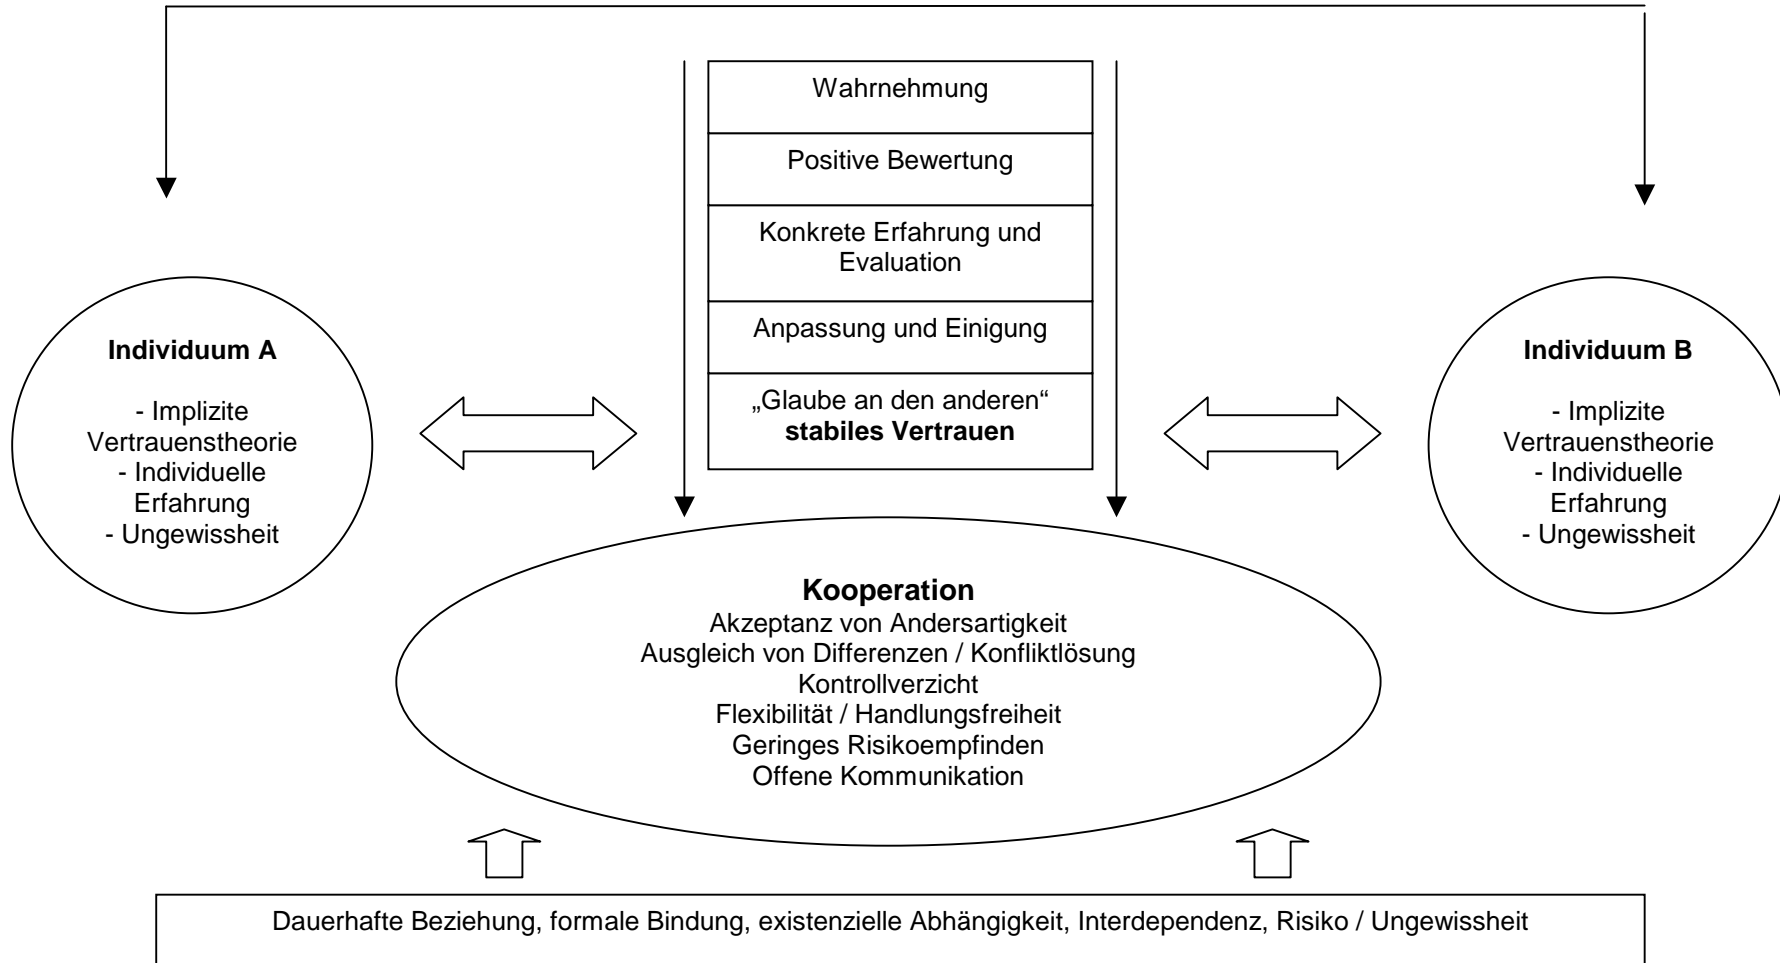 Wahrnehmung
Positive Bewertung
Konkrete Erfahrung und
Evaluation
Anpassung und Einigung
„Glaube an den anderen“
stabiles Vertrauen
Individuum A
- Implizite
Vertrauenstheorie
- Individuelle
Erfahrung
- Ungewissheit
Individuum B
- Implizite
Vertrauenstheorie
- Individuelle
Erfahrung
- Ungewissheit
Kooperation
Akzeptanz von Andersartigkeit
Ausgleich von Differenzen / Konfliktlösung
Kontrollverzicht
Flexibilität / Handlungsfreiheit
Geringes Risikoempfinden
Offene Kommunikation
Dauerhafte Beziehung, formale Bindung, existenzielle Abhängigkeit, Interdependenz, Risiko / Ungewissheit